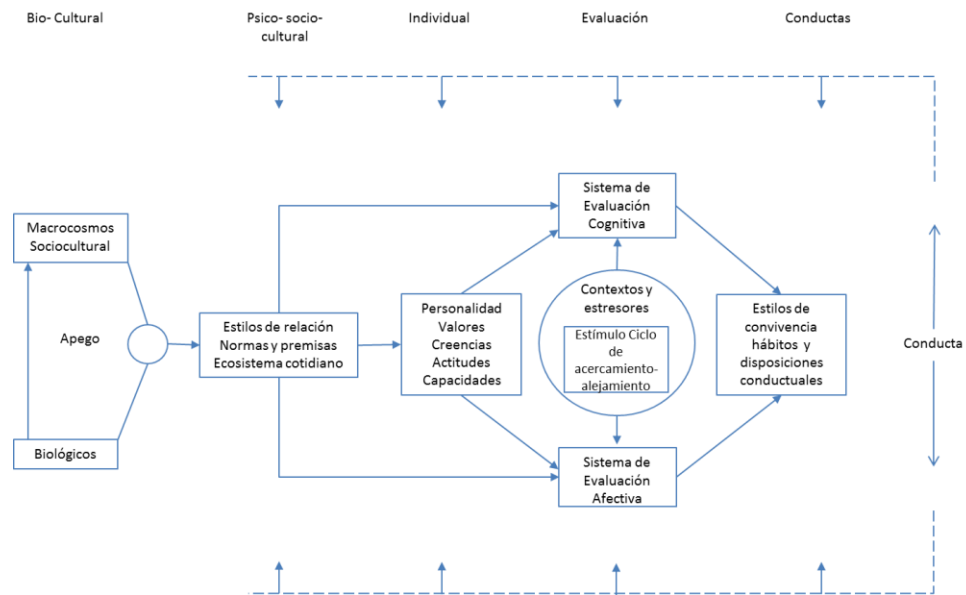 Bio- Cultural
Psico- socio-
cultural
Individual
Evaluación
Conductas
Macrocosmos
Sociocultural
Apego
Biológicos
Estilos de relación
Normas y premisas
Ecosistema cotidiano
Personalidad
Valores
Creencias
Actitudes
Capacidades
Sistema de
Evaluación
Cognitiva
Contextos y
estresores
Estímulo Ciclo
de
acercamiento-
alejamiento
Sistema de
Evaluación
Afectiva
Estilos de
convivencia
hábitos y
disposiciones
conductuales
Conducta